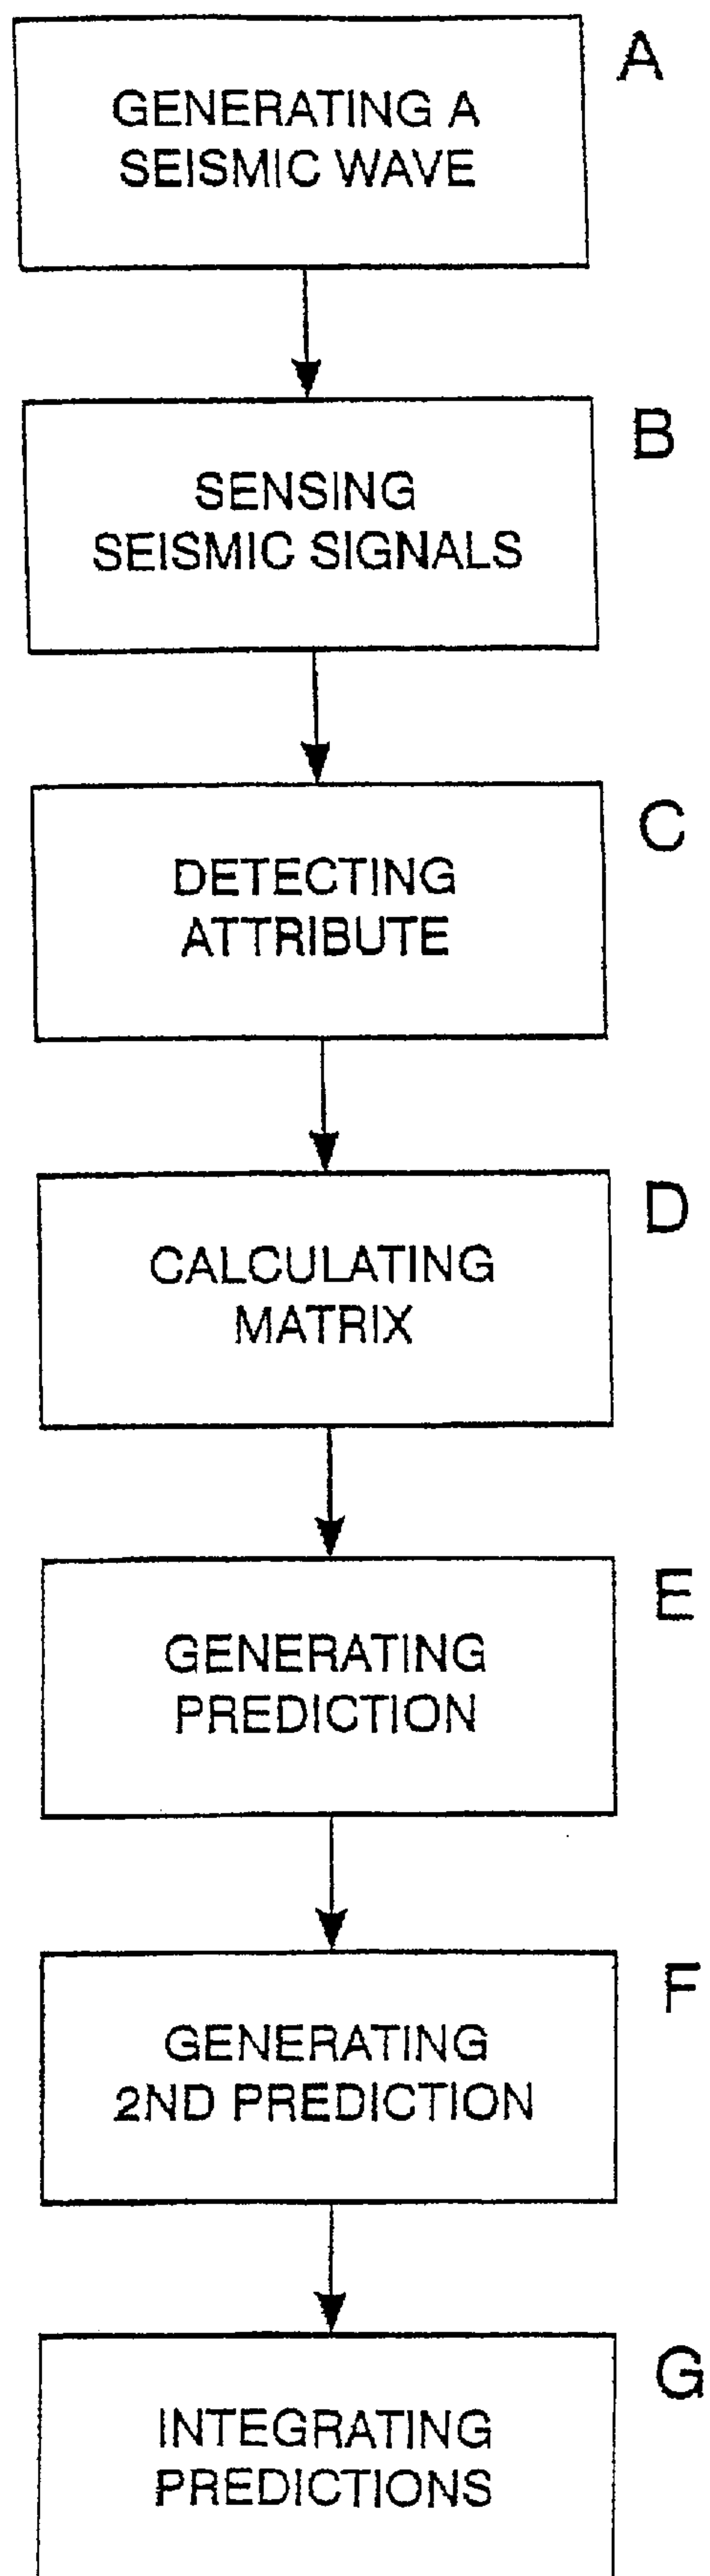 A
GENERATING A
SEISMIC WAVE
B
SENSING
SEISMIC SIGNALS
C
DETECTING
ATTRIBUTE
D
CALCULATING
MATRIX
E
GENERATING
PREDICTION
F
GENERATING
2ND PREDICTION
G
INTEGRATING
PREDICTIONS